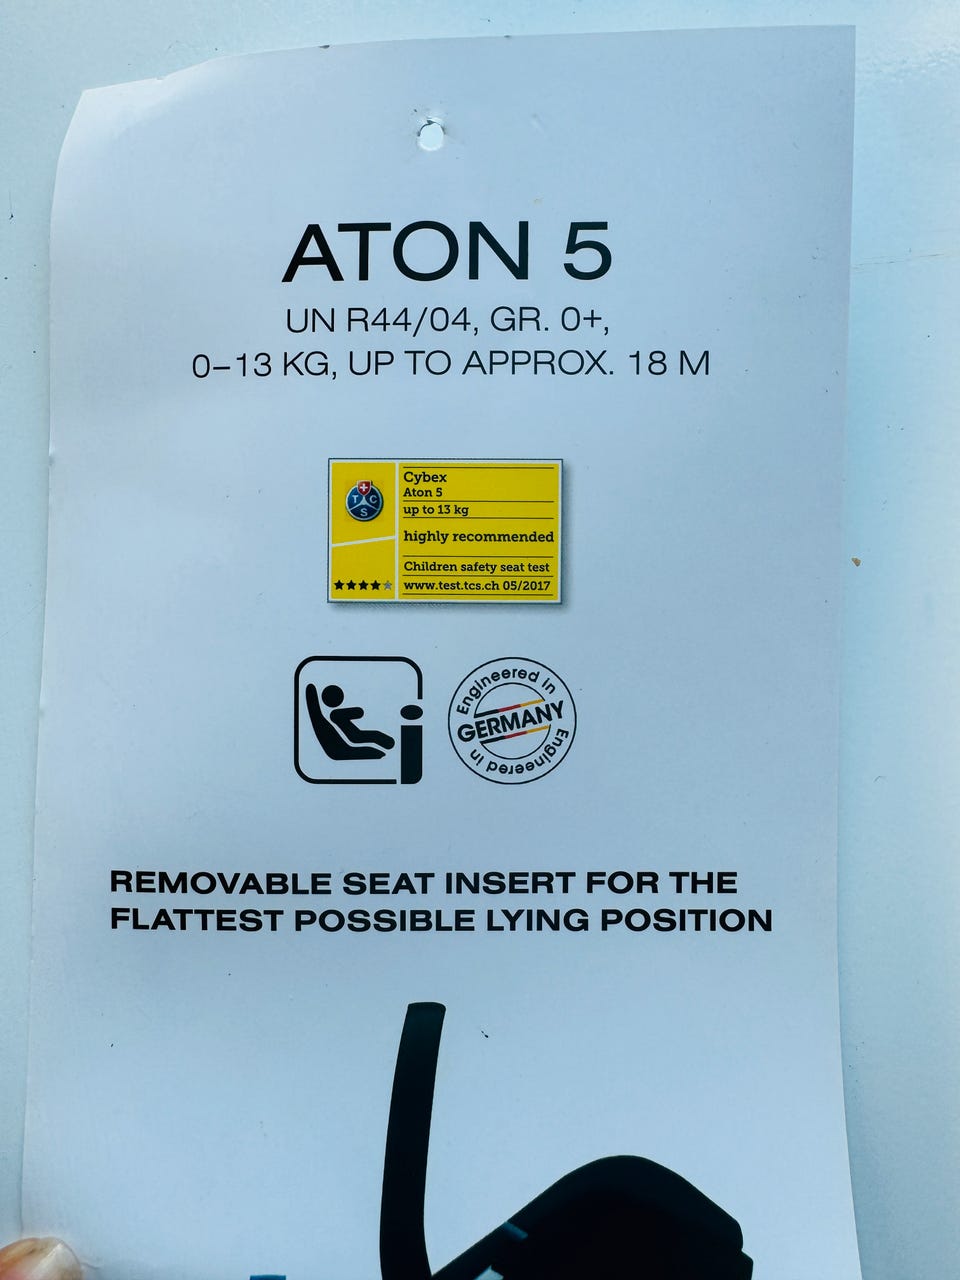 ATON 5
UN R44/04, GR. 0+,
0–13 KG, UP TO APPROX. 18 M
TCS
Cybex
Aton 5
up to 13 kg
highly recommended
Children safety seat test
www.test.tcs.ch 05/2017
i
Engineered in
GERMANY
Engineered in
REMOVABLE SEAT INSERT FOR THE
FLATTEST POSSIBLE LYING POSITION